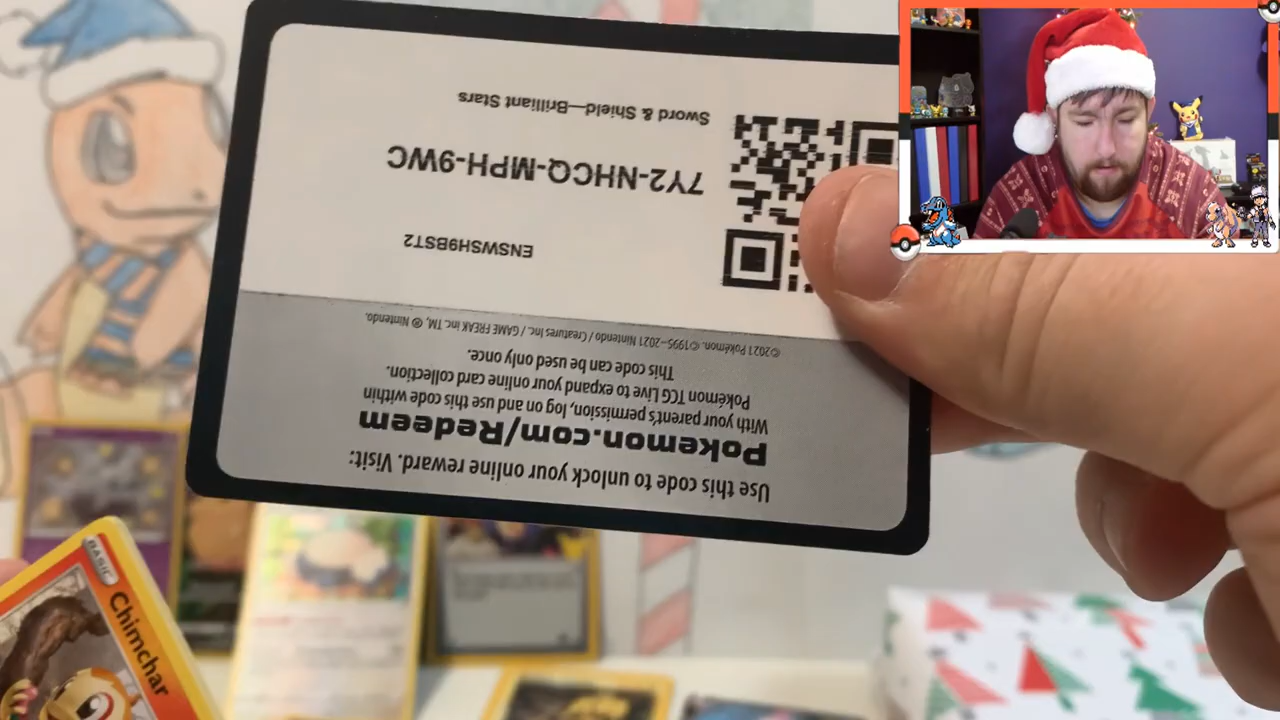 Use this code to unlock your online reward. Visit:
Pokemon.com/Redeem
With your parent's permission, log on and use this code within
Pokémon TCG Live to expand your online card collection.
This code can be used only once.
©2021 Pokémon. ©1995–2021 Nintendo / Creatures Inc. / GAME FREAK inc. TM, ® Nintendo.
ENSWSH9BST2
7Y2-NHCQ-MPH-9WC
Sword & Shield—Brilliant Stars
BASIC
Chimchar